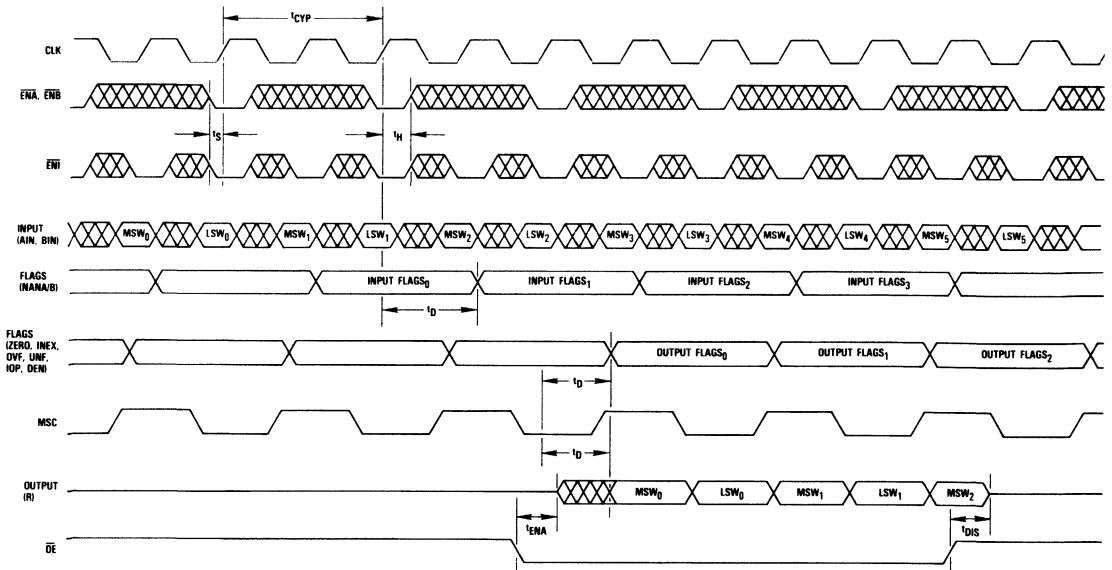 tCYP
CLK
ENA, ENB
tS
tH
ENI
INPUT
(AIN, BIN)
MSW0 LSW0 MSW1 LSW1 MSW2 LSW2 MSW3 LSW3 MSW4 LSW4 MSW5 LSW5
FLAGS
(NANA/B)
INPUT FLAGS0 INPUT FLAGS1 INPUT FLAGS2 INPUT FLAGS3
tD
FLAGS
(ZERO, INEX,
OVF, UNF,
IOP, DEN)
OUTPUT FLAGS0 OUTPUT FLAGS1 OUTPUT FLAGS2
tD
MSC
tD
OUTPUT
(R)
MSW0 LSW0 MSW1 LSW1 MSW2
tENA
tDIS
OE